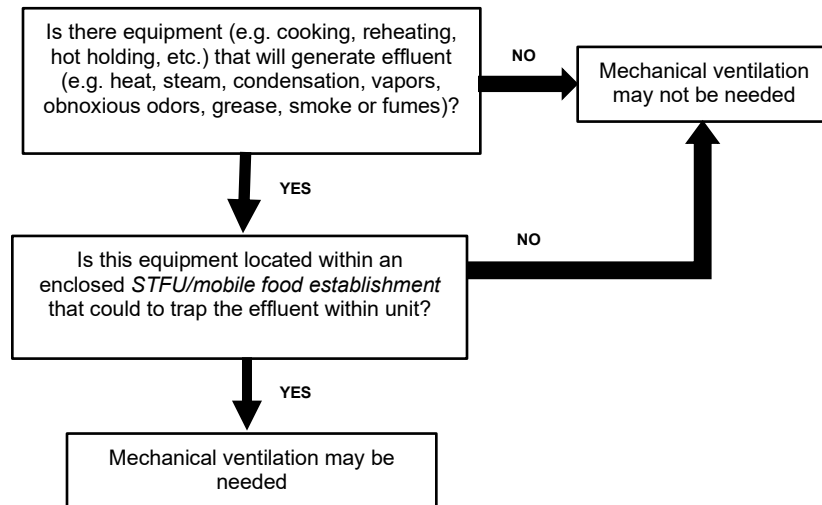 Is there equipment (e.g. cooking, reheating,
hot holding, etc.) that will generate effluent
(e.g. heat, steam, condensation, vapors,
obnoxious odors, grease, smoke or fumes)?
NO
Mechanical ventilation
may not be needed
YES
Is this equipment located within an
enclosed STFU/mobile food establishment
that could to trap the effluent within unit?
NO
YES
Mechanical ventilation may be
needed